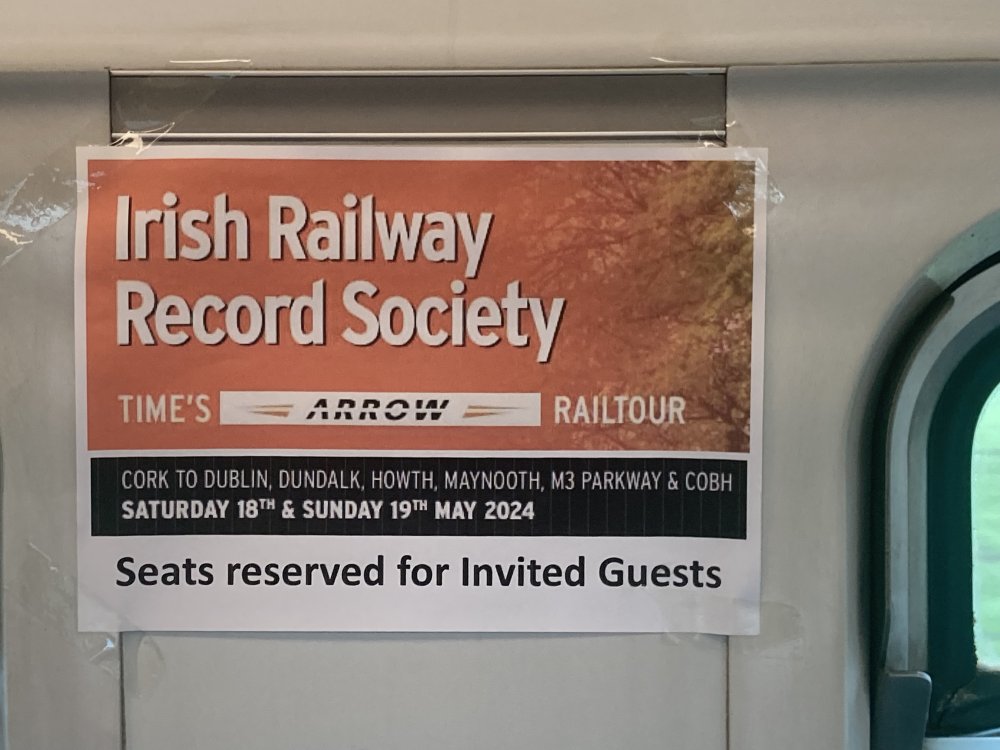 Irish Railway
Record Society
TIME'S ARROW RAILTOUR
CORK TO DUBLIN, DUNDALK, HOWTH, MAYNOOTH, M3 PARKWAY & COBH
SATURDAY 18TH & SUNDAY 19TH MAY 2024
Seats reserved for Invited Guests